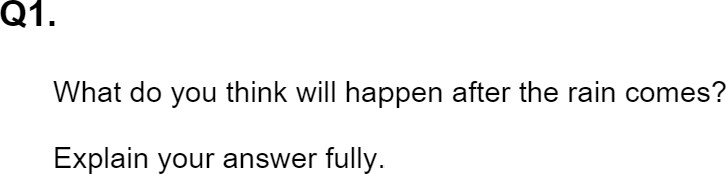 Q1.
What do you think will happen after the rain comes?
Explain your answer fully.